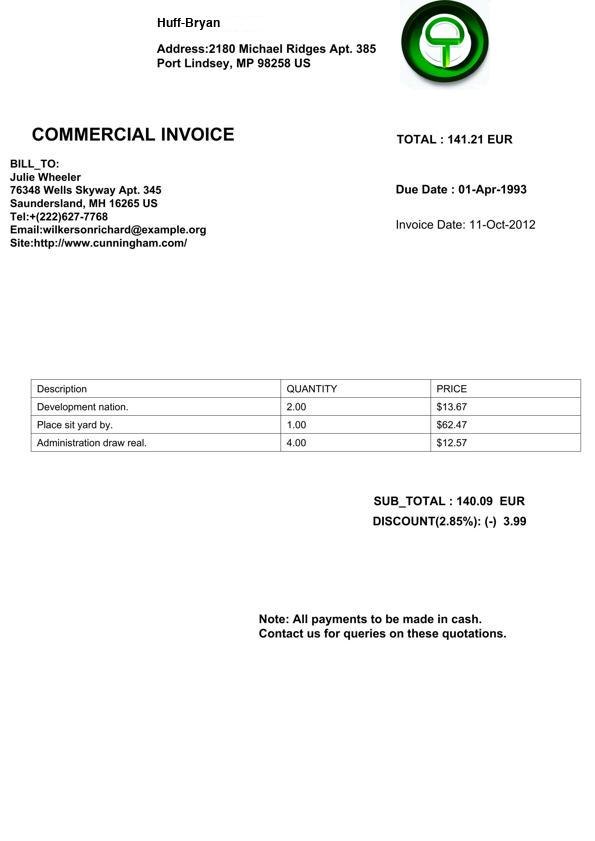 Huff-Bryan
Address:2180 Michael Ridges Apt. 385
Port Lindsey, MP 98258 US
COMMERCIAL INVOICE
TOTAL : 141.21 EUR
BILL_TO:
Julie Wheeler
76348 Wells Skyway Apt. 345
Saundersland, MH 16265 US
Tel:+(222)627-7768
Email:wilkersonrichard@example.org
Site:http://www.cunningham.com/
Due Date : 01-Apr-1993
Invoice Date: 11-Oct-2012
Description QUANTITY PRICE
Development nation. 2.00 $13.67
Place sit yard by. 1.00 $62.47
Administration draw real. 4.00 $12.57
SUB_TOTAL : 140.09 EUR
DISCOUNT(2.85%): (-) 3.99
Note: All payments to be made in cash.
Contact us for queries on these quotations.